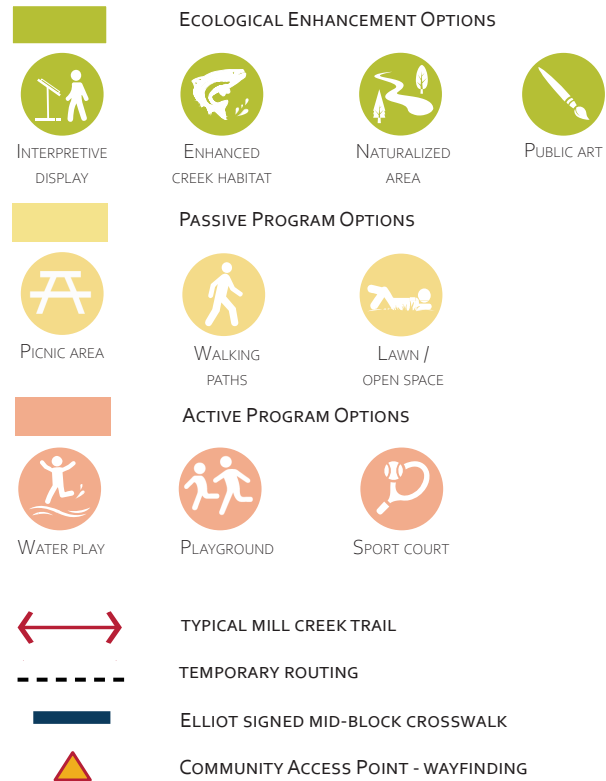 Ecological Enhancement Options
Interpretive
display
Enhanced
creek habitat
Naturalized
area
Public art
Passive Program Options
Picnic area
Walking
paths
Lawn /
open space
Active Program Options
Water play
Playground
Sport court
typical mill creek trail
temporary routing
Elliot signed mid-block crosswalk
Community Access Point - wayfinding